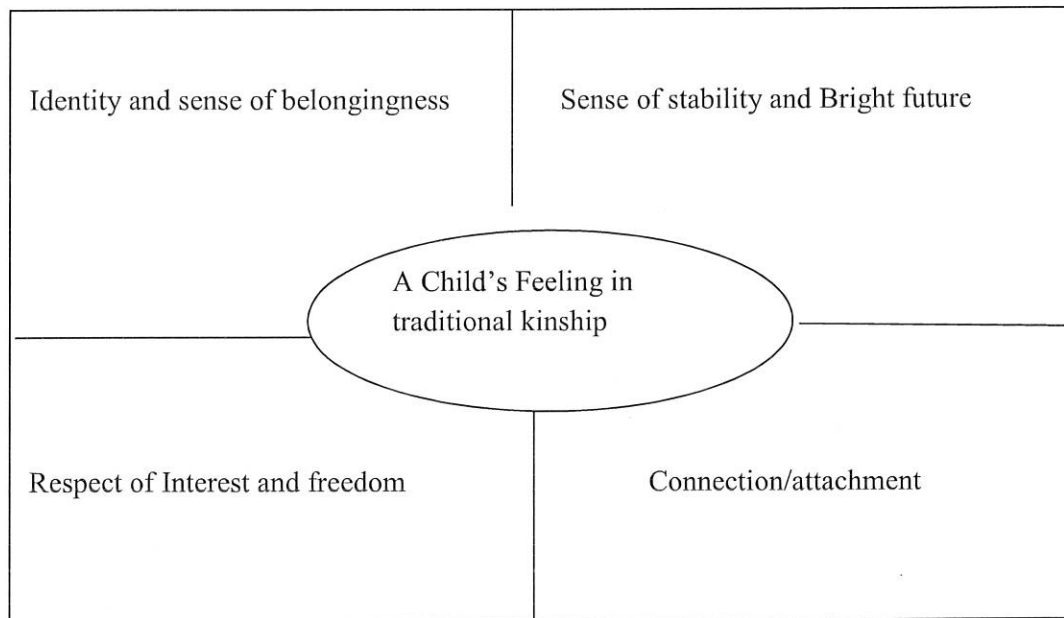 Identity and sense of belongingness
Sense of stability and Bright future
A Child's Feeling in
traditional kinship
Respect of Interest and freedom
Connection/attachment